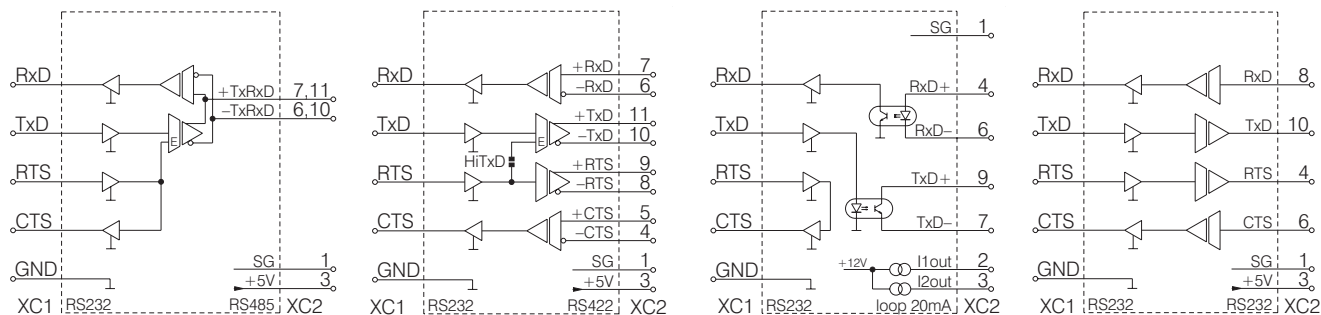 RxD
+TxRxD 7,11
−TxRxD 6,10
TxD
E
RTS
CTS
GND
SG 1
+5V 3
XC1 RS232 RS485 XC2
RxD
+RxD 7
−RxD 6
+TxD 11
TxD
E
−TxD 10
HiTxD
+RTS 9
RTS
−RTS 8
+CTS 5
CTS
−CTS 4
GND
SG 1
+5V 3
XC1 RS232 RS422 XC2
SG 1
RxD
RxD+ 4
TxD
RxD− 6
RTS
TxD+ 9
CTS
TxD− 7
GND
+12V I1out 2
I2out 3
XC1 RS232 loop 20mA XC2
RxD RxD 8
TxD TxD 10
RTS RTS 4
CTS CTS 6
GND
SG 1
+5V 3
XC1 RS232 RS232 XC2